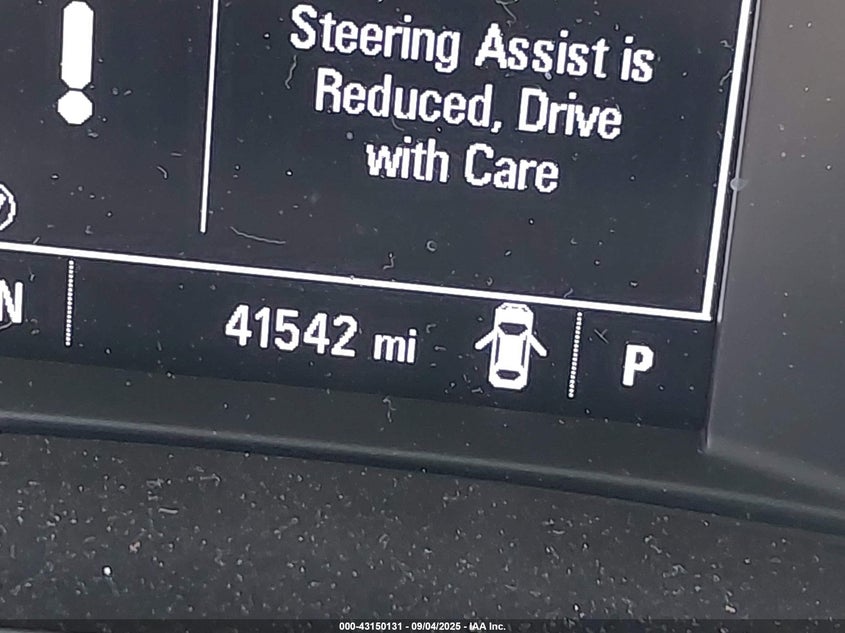 Steering Assist is
Reduced, Drive
with Care
N
41542 mi
P
000-43150131 - 09/04/2025 - IAA Inc.